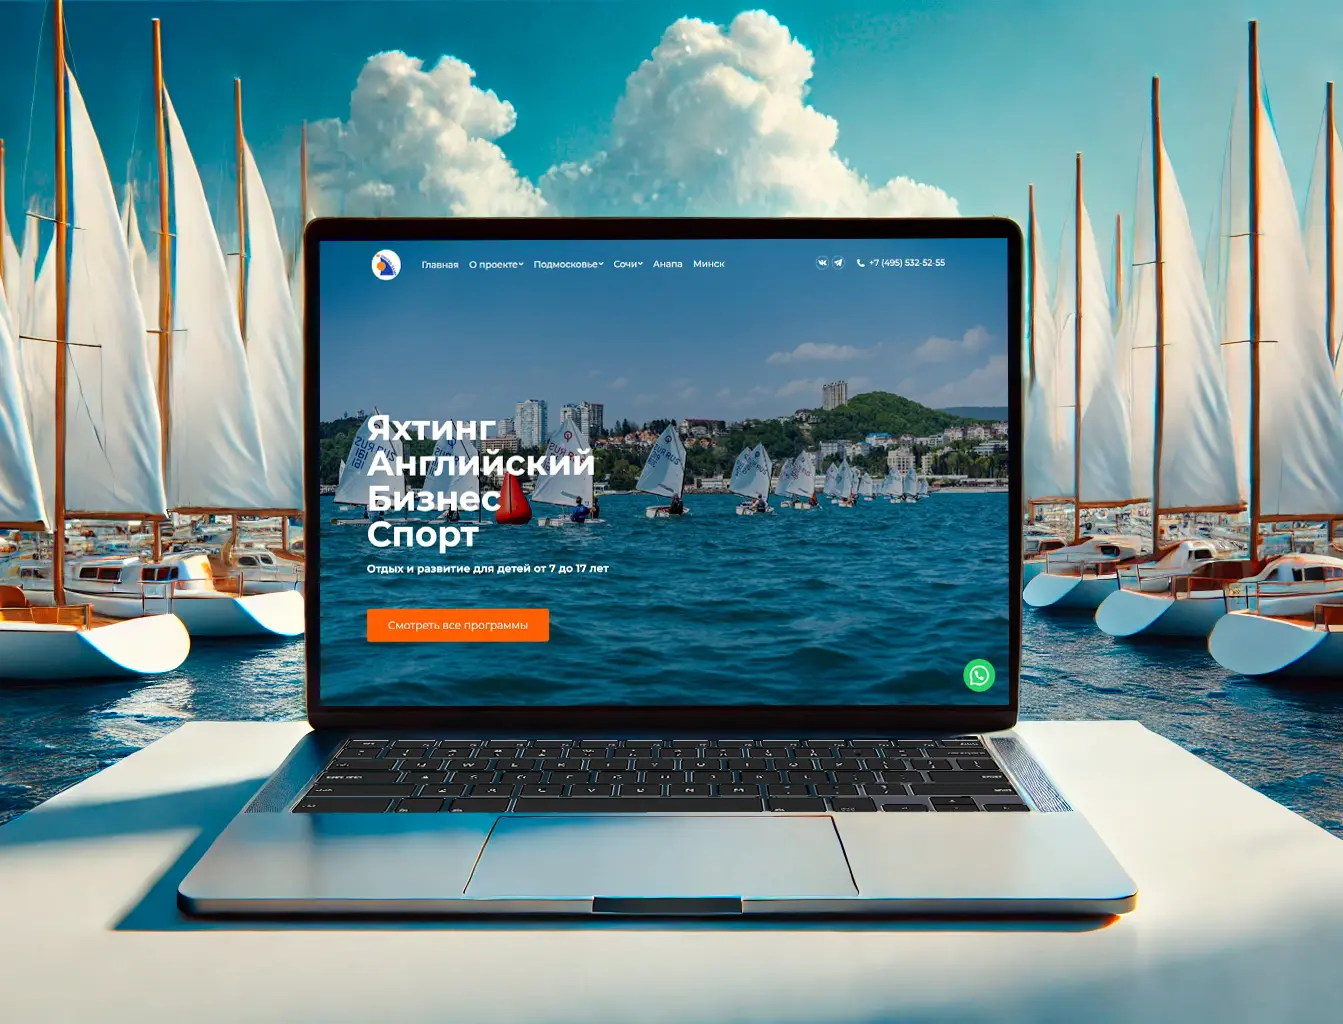 Главная О проекте Подмосковье Сочи Анапа Минск +7 (495) 532-52-55
Яхтинг
Английский
Бизнес
Спорт
Отдых и развитие для детей от 7 до 17 лет
Смотреть все программы